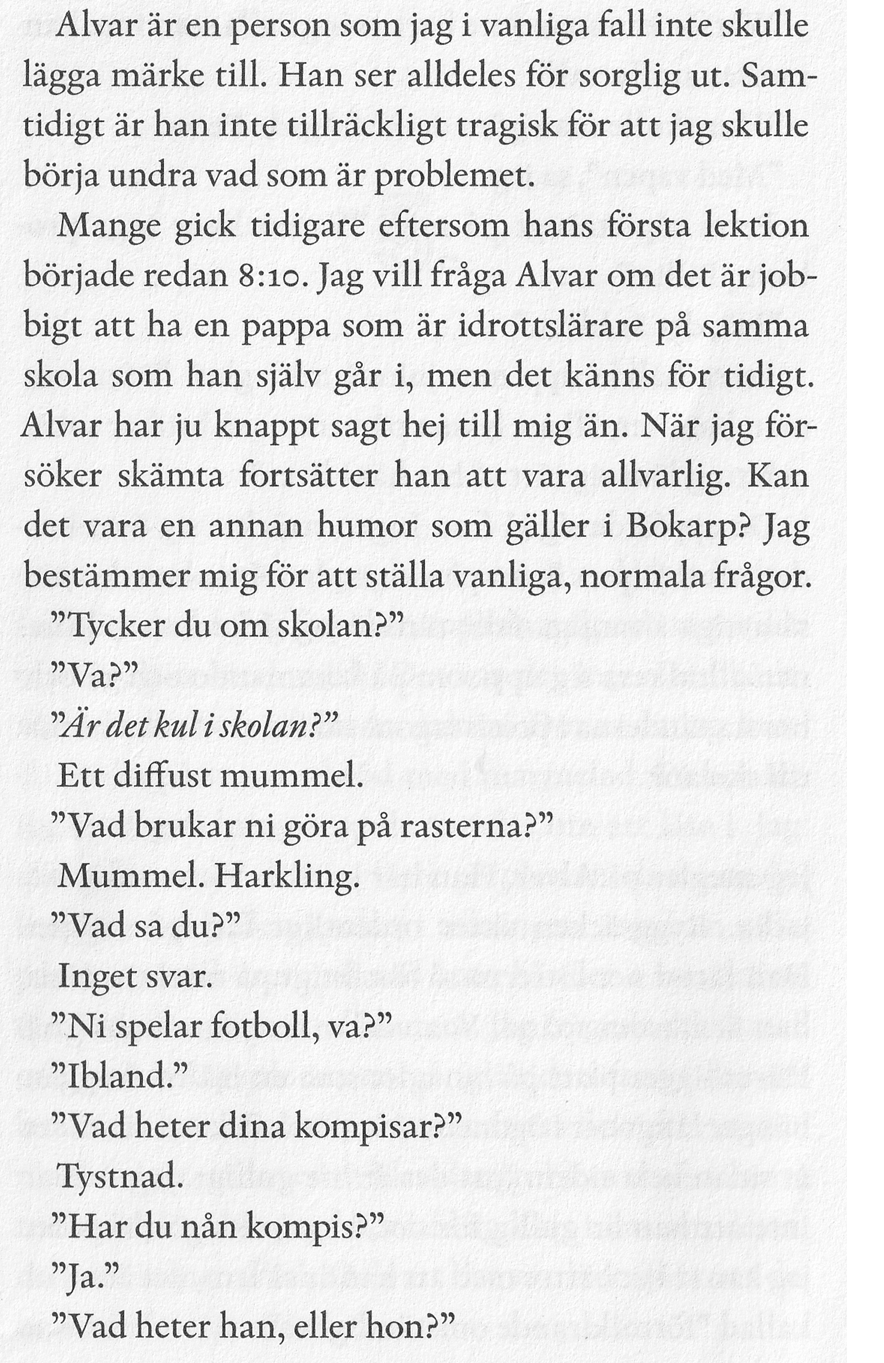 Alvar är en person som jag i vanliga fall inte skulle
lägga märke till. Han ser alldeles för sorglig ut. Sam-
tidigt är han inte tillräckligt tragisk för att jag skulle
börja undra vad som är problemet.
Mange gick tidigare eftersom hans första lektion
började redan 8:10. Jag vill fråga Alvar om det är job-
bigt att ha en pappa som är idrottslärare på samma
skola som han själv går i, men det känns för tidigt.
Alvar har ju knappt sagt hej till mig än. När jag för-
söker skämta fortsätter han att vara allvarlig. Kan
det vara en annan humor som gäller i Bokarp? Jag
bestämmer mig för att ställa vanliga, normala frågor.
”Tycker du om skolan?”
”Va?”
”Är det kul i skolan?”
Ett diffust mummel.
”Vad brukar ni göra på rasterna?”
Mummel. Harkling.
”Vad sa du?”
Inget svar.
”Ni spelar fotboll, va?”
”Ibland.”
”Vad heter dina kompisar?”
Tystnad.
”Har du nån kompis?”
”Ja.”
”Vad heter han, eller hon?”